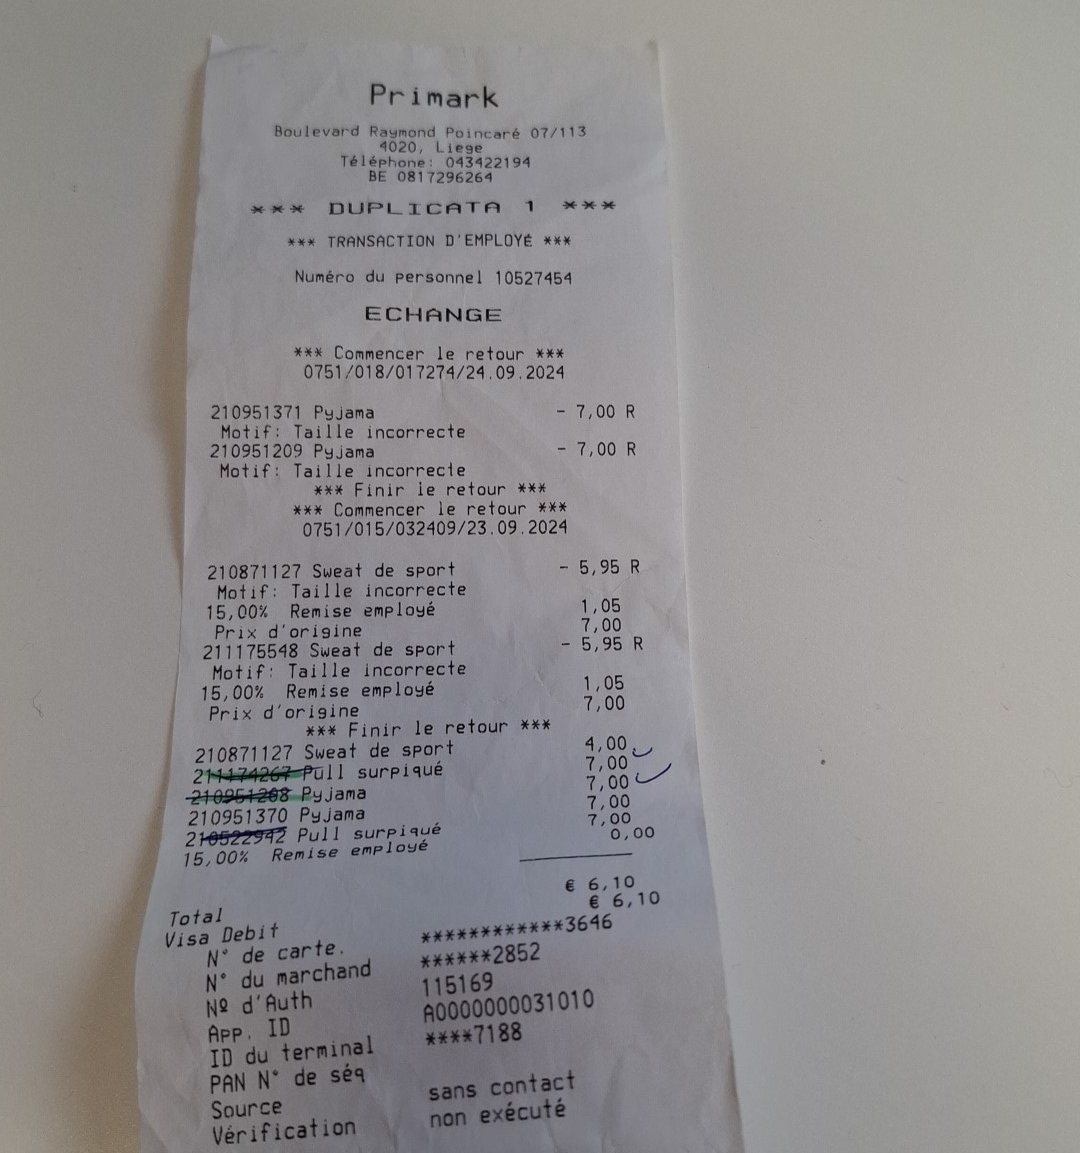 Primark
Boulevard Raymond Poincaré 07/113
4020, Liege
Téléphone: 043422194
BE 0817296264
*** DUPLICATA 1 ***
*** TRANSACTION D'EMPLOYÉ ***
Numéro du personnel 10527454
ECHANGE
*** Commencer le retour ***
0751/018/017274/24.09.2024
210951371 Pyjama - 7,00 R
Motif: Taille incorrecte
210951209 Pyjama - 7,00 R
Motif: Taille incorrecte
*** Finir le retour ***
*** Commencer le retour ***
0751/015/032409/23.09.2024
210871127 Sweat de sport - 5,95 R
Motif: Taille incorrecte
15,00% Remise employé 1,05
Prix d'origine 7,00
211175548 Sweat de sport - 5,95 R
Motif: Taille incorrecte
15,00% Remise employé 1,05
Prix d'origine 7,00
*** Finir le retour ***
210871127 Sweat de sport 4,00
211174267 Pull surpiqué 7,00
210951208 Pyjama 7,00
210951370 Pyjama 7,00
210522942 Pull surpiqué 7,00
15,00% Remise employé 0,00
Total € 6,10
Visa Debit € 6,10
N° de carte. ************3646
N° du marchand ******2852
Nº d'Auth 115169
App. ID A0000000031010
ID du terminal ****7188
PAN N° de séq
Source sans contact
Vérification non exécuté